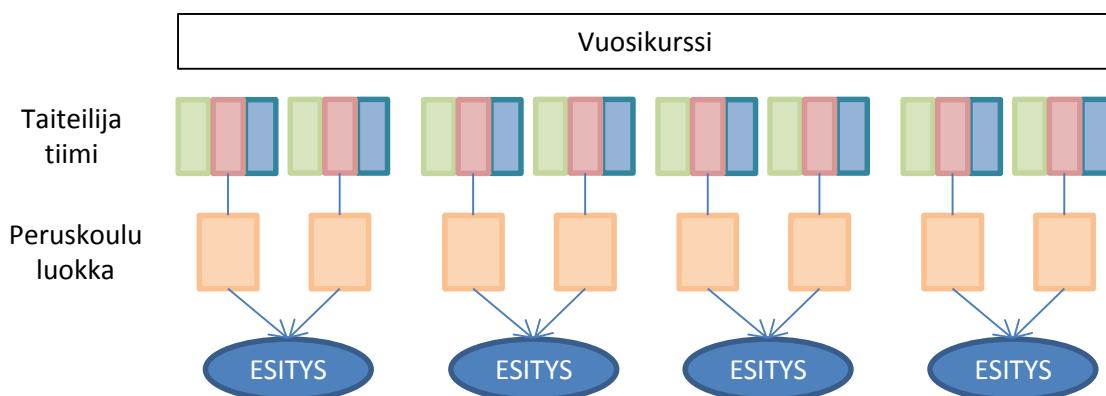 Vuosikurssi
Taiteilija
tiimi
Peruskoulu
luokka
ESITYS
ESITYS
ESITYS
ESITYS